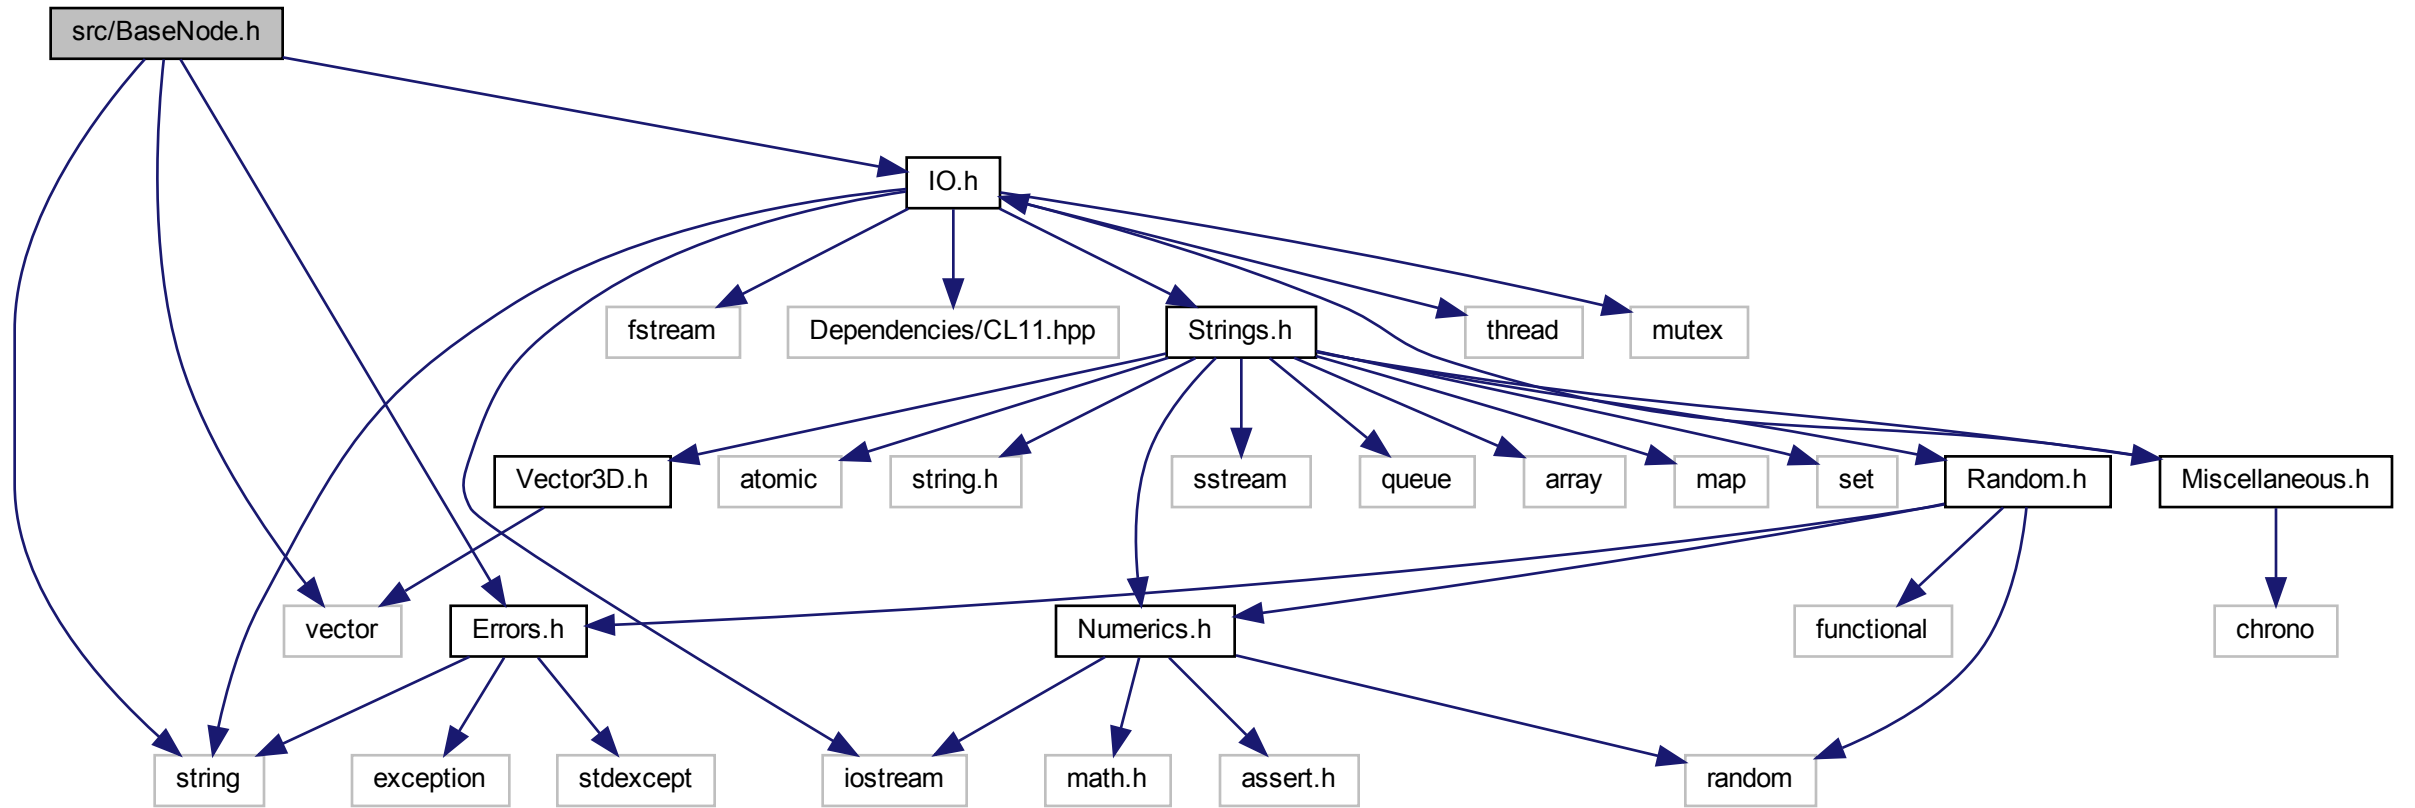 src/BaseNode.h
IO.h
fstream
Dependencies/CL11.hpp
Strings.h
thread
mutex
Vector3D.h
atomic
string.h
sstream
queue
array
map
set
Random.h
Miscellaneous.h
vector
Errors.h
Numerics.h
functional
chrono
string
exception
stdexcept
iostream
math.h
assert.h
random